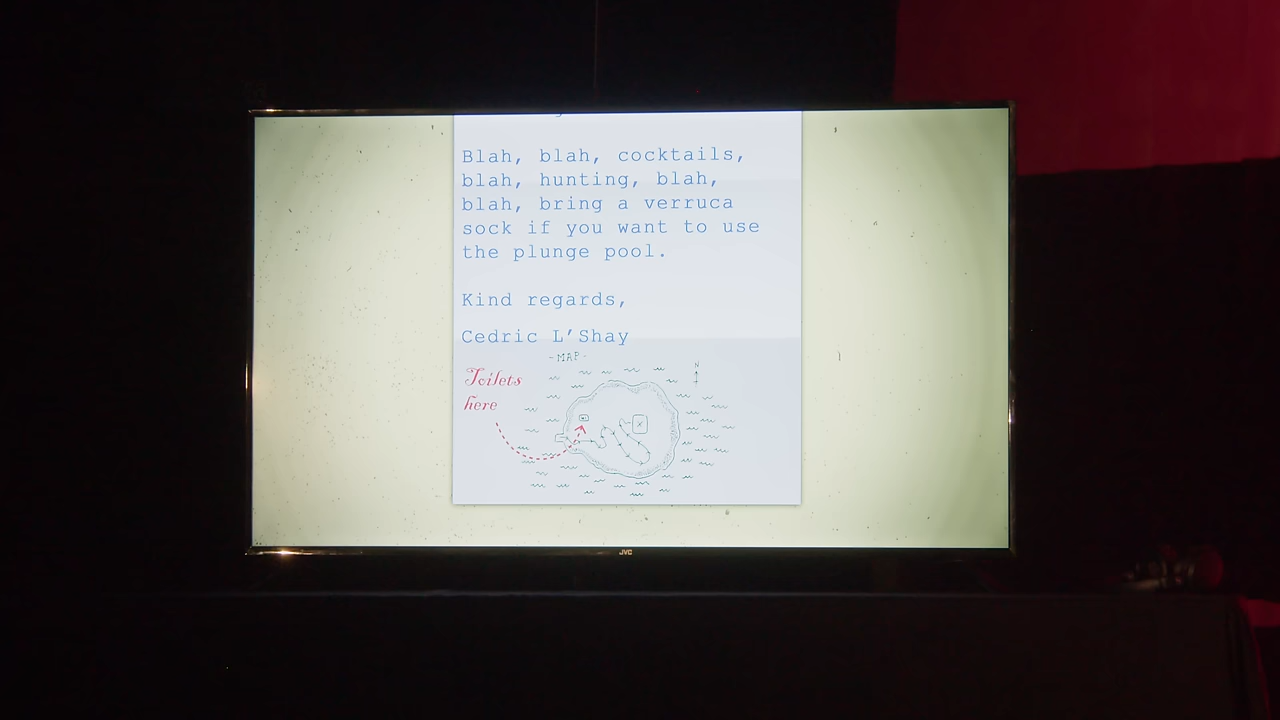 Blah, blah, cocktails,
blah, hunting, blah,
blah, bring a verruca
sock if you want to use
the plunge pool.
Kind regards,
Cedric L'Shay
-MAP-
N
Toilets
here
JVC